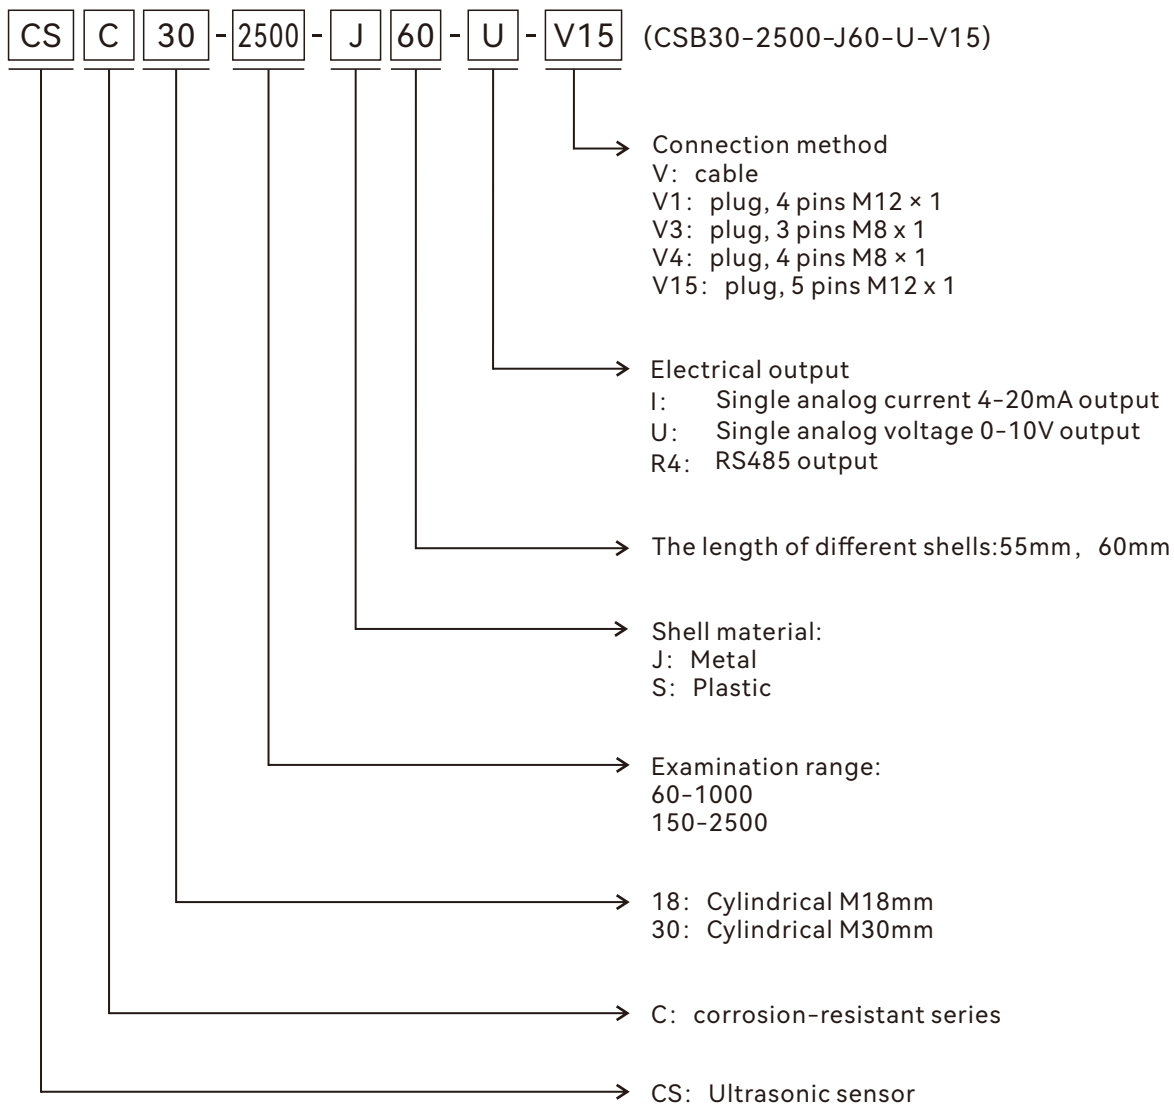 CS C 30 - 2500 - J 60 - U - V15 (CSB30-2500-J60-U-V15)
Connection method
V: cable
V1: plug, 4 pins M12 × 1
V3: plug, 3 pins M8 x 1
V4: plug, 4 pins M8 × 1
V15: plug, 5 pins M12 x 1
Electrical output
I: Single analog current 4-20mA output
U: Single analog voltage 0-10V output
R4: RS485 output
The length of different shells:55mm, 60mm
Shell material:
J: Metal
S: Plastic
Examination range:
60-1000
150-2500
18: Cylindrical M18mm
30: Cylindrical M30mm
C: corrosion-resistant series
CS: Ultrasonic sensor